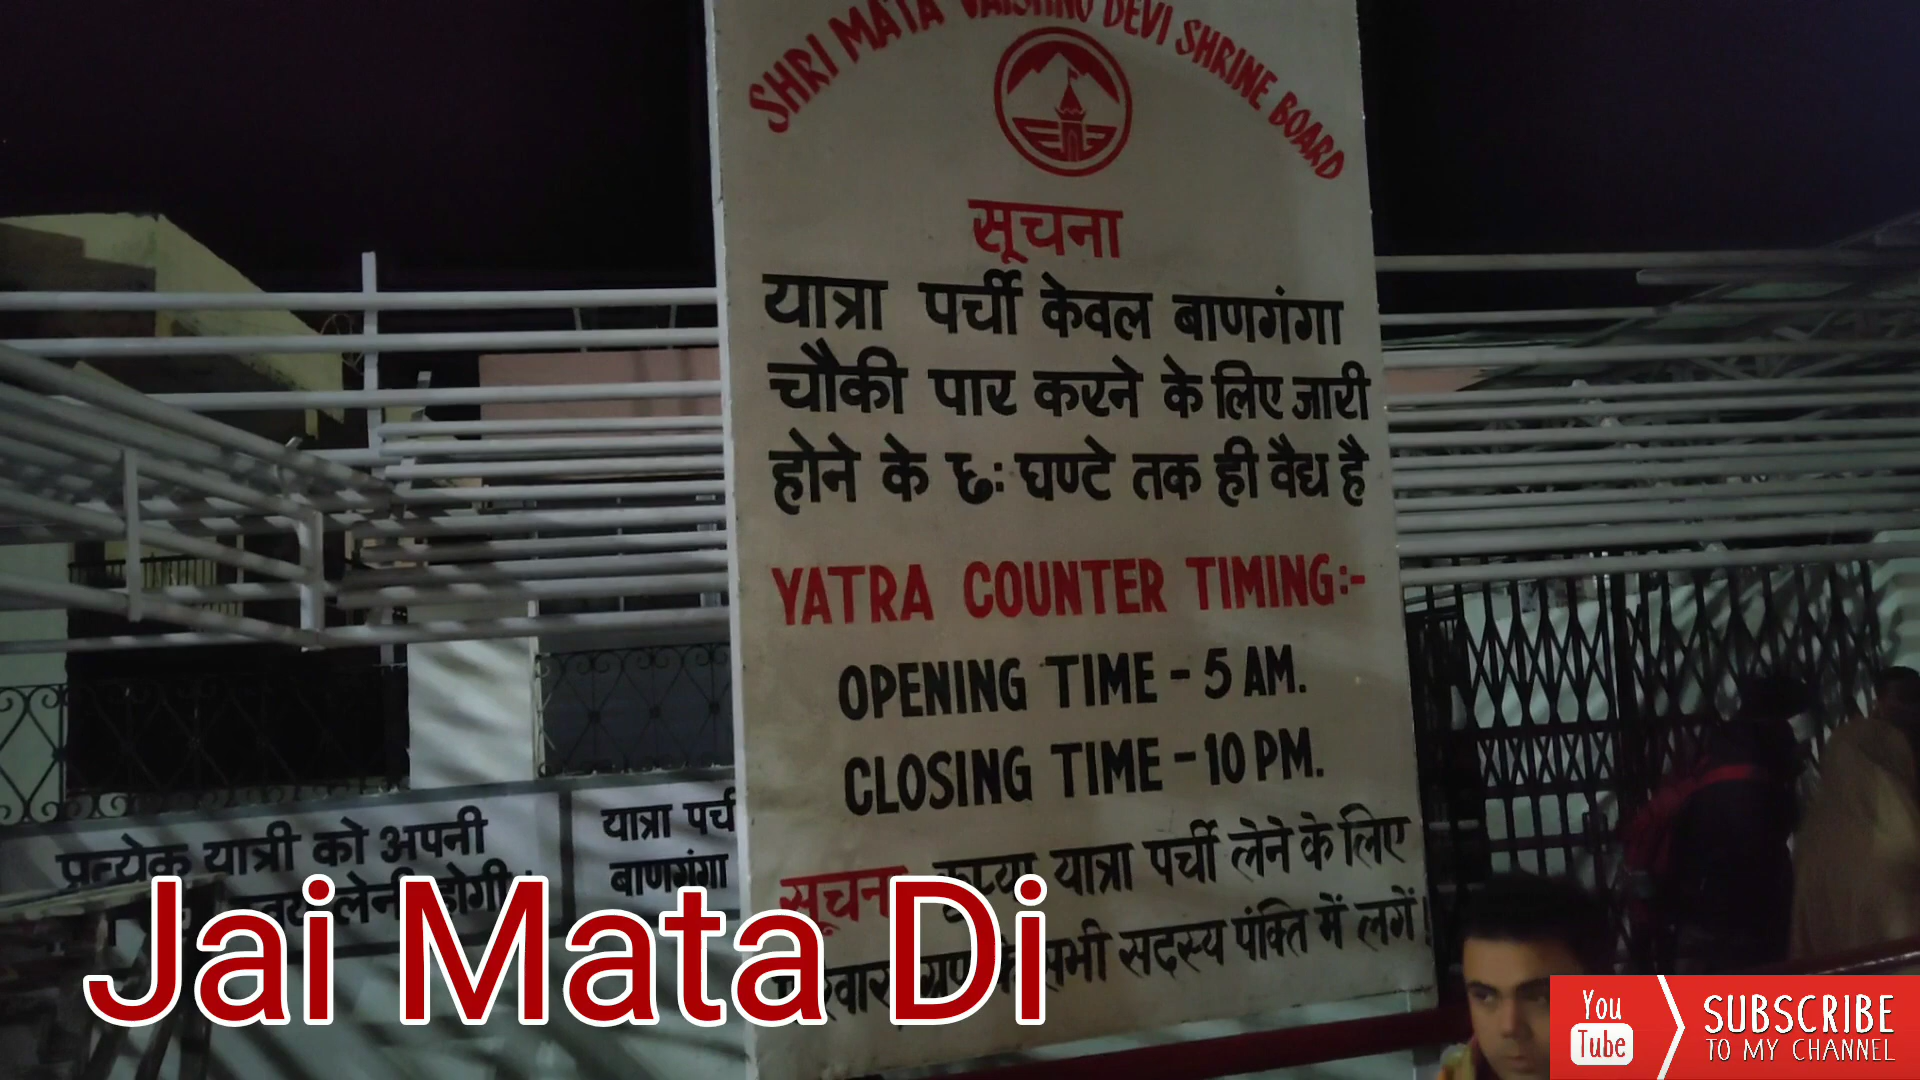 SHRI MATA VAISHNO DEVI SHRINE BOARD
सूचना
यात्रा पर्ची केवल बाणगंगा
चौकी पार करने के लिए जारी
होने के ६: घण्टे तक ही वैद्य है
YATRA COUNTER TIMING:-
OPENING TIME - 5 AM.
CLOSING TIME - 10 PM.
सूचना कृप्या यात्रा पर्ची लेने के लिए
सभी सदस्य पंक्ति में लगें।
प्रत्येक यात्री को अपनी
लेनी होगी।
यात्रा
बाणगंगा
Jai Mata Di
You
Tube
SUBSCRIBE
TO MY CHANNEL